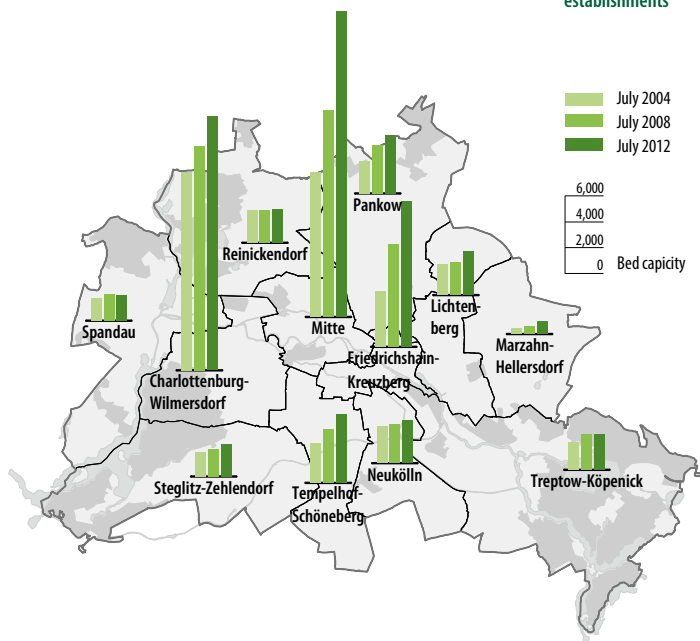 establishments
July 2004
July 2008
July 2012
6,000
4,000
2,000
0 Bed capicity
Pankow
Reinickendorf
Lichten-
berg
Spandau
Mitte
Marzahn-
Hellersdorf
Friedrichshain-
Kreuzberg
Charlottenburg-
Wilmersdorf
Neukölln
Treptow-Köpenick
Steglitz-Zehlendorf
Tempelhof-
Schöneberg